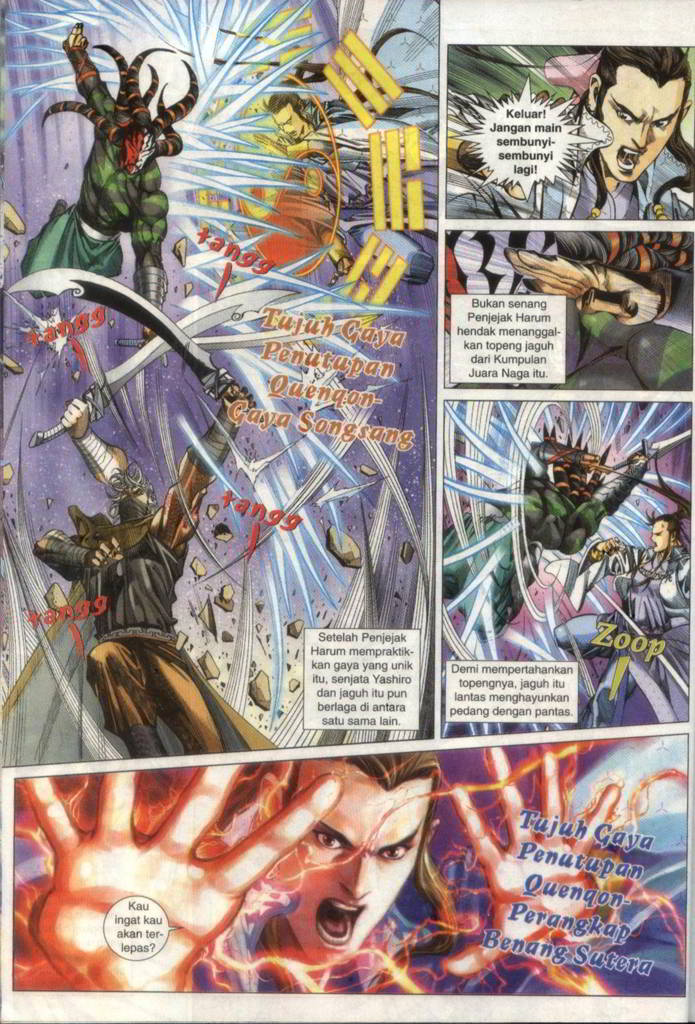 tangg
tangg
Tujuh Gaya
Penutupan
Quenqon-
Gaya Songsang
tangg
tangg
Setelah Penjejak
Harum mempraktik-
kan gaya yang unik
itu, senjata Yashiro
dan jaguh itu pun
berlaga di antara
satu sama lain.
Keluar!
Jangan main
sembunyi-
sembunyi
lagi!
Bukan senang
Penjejak Harum
hendak menanggal-
kan topeng jaguh
dari Kumpulan
Juara Naga itu.
Zoop
Demi mempertahankan
topengnya, jaguh itu
lantas menghayunkan
pedang dengan pantas.
Kau
ingat kau
akan ter-
lepas?
Tujuh Gaya
Penutupan
Quenqon-
Perangkap
Benang Sutera